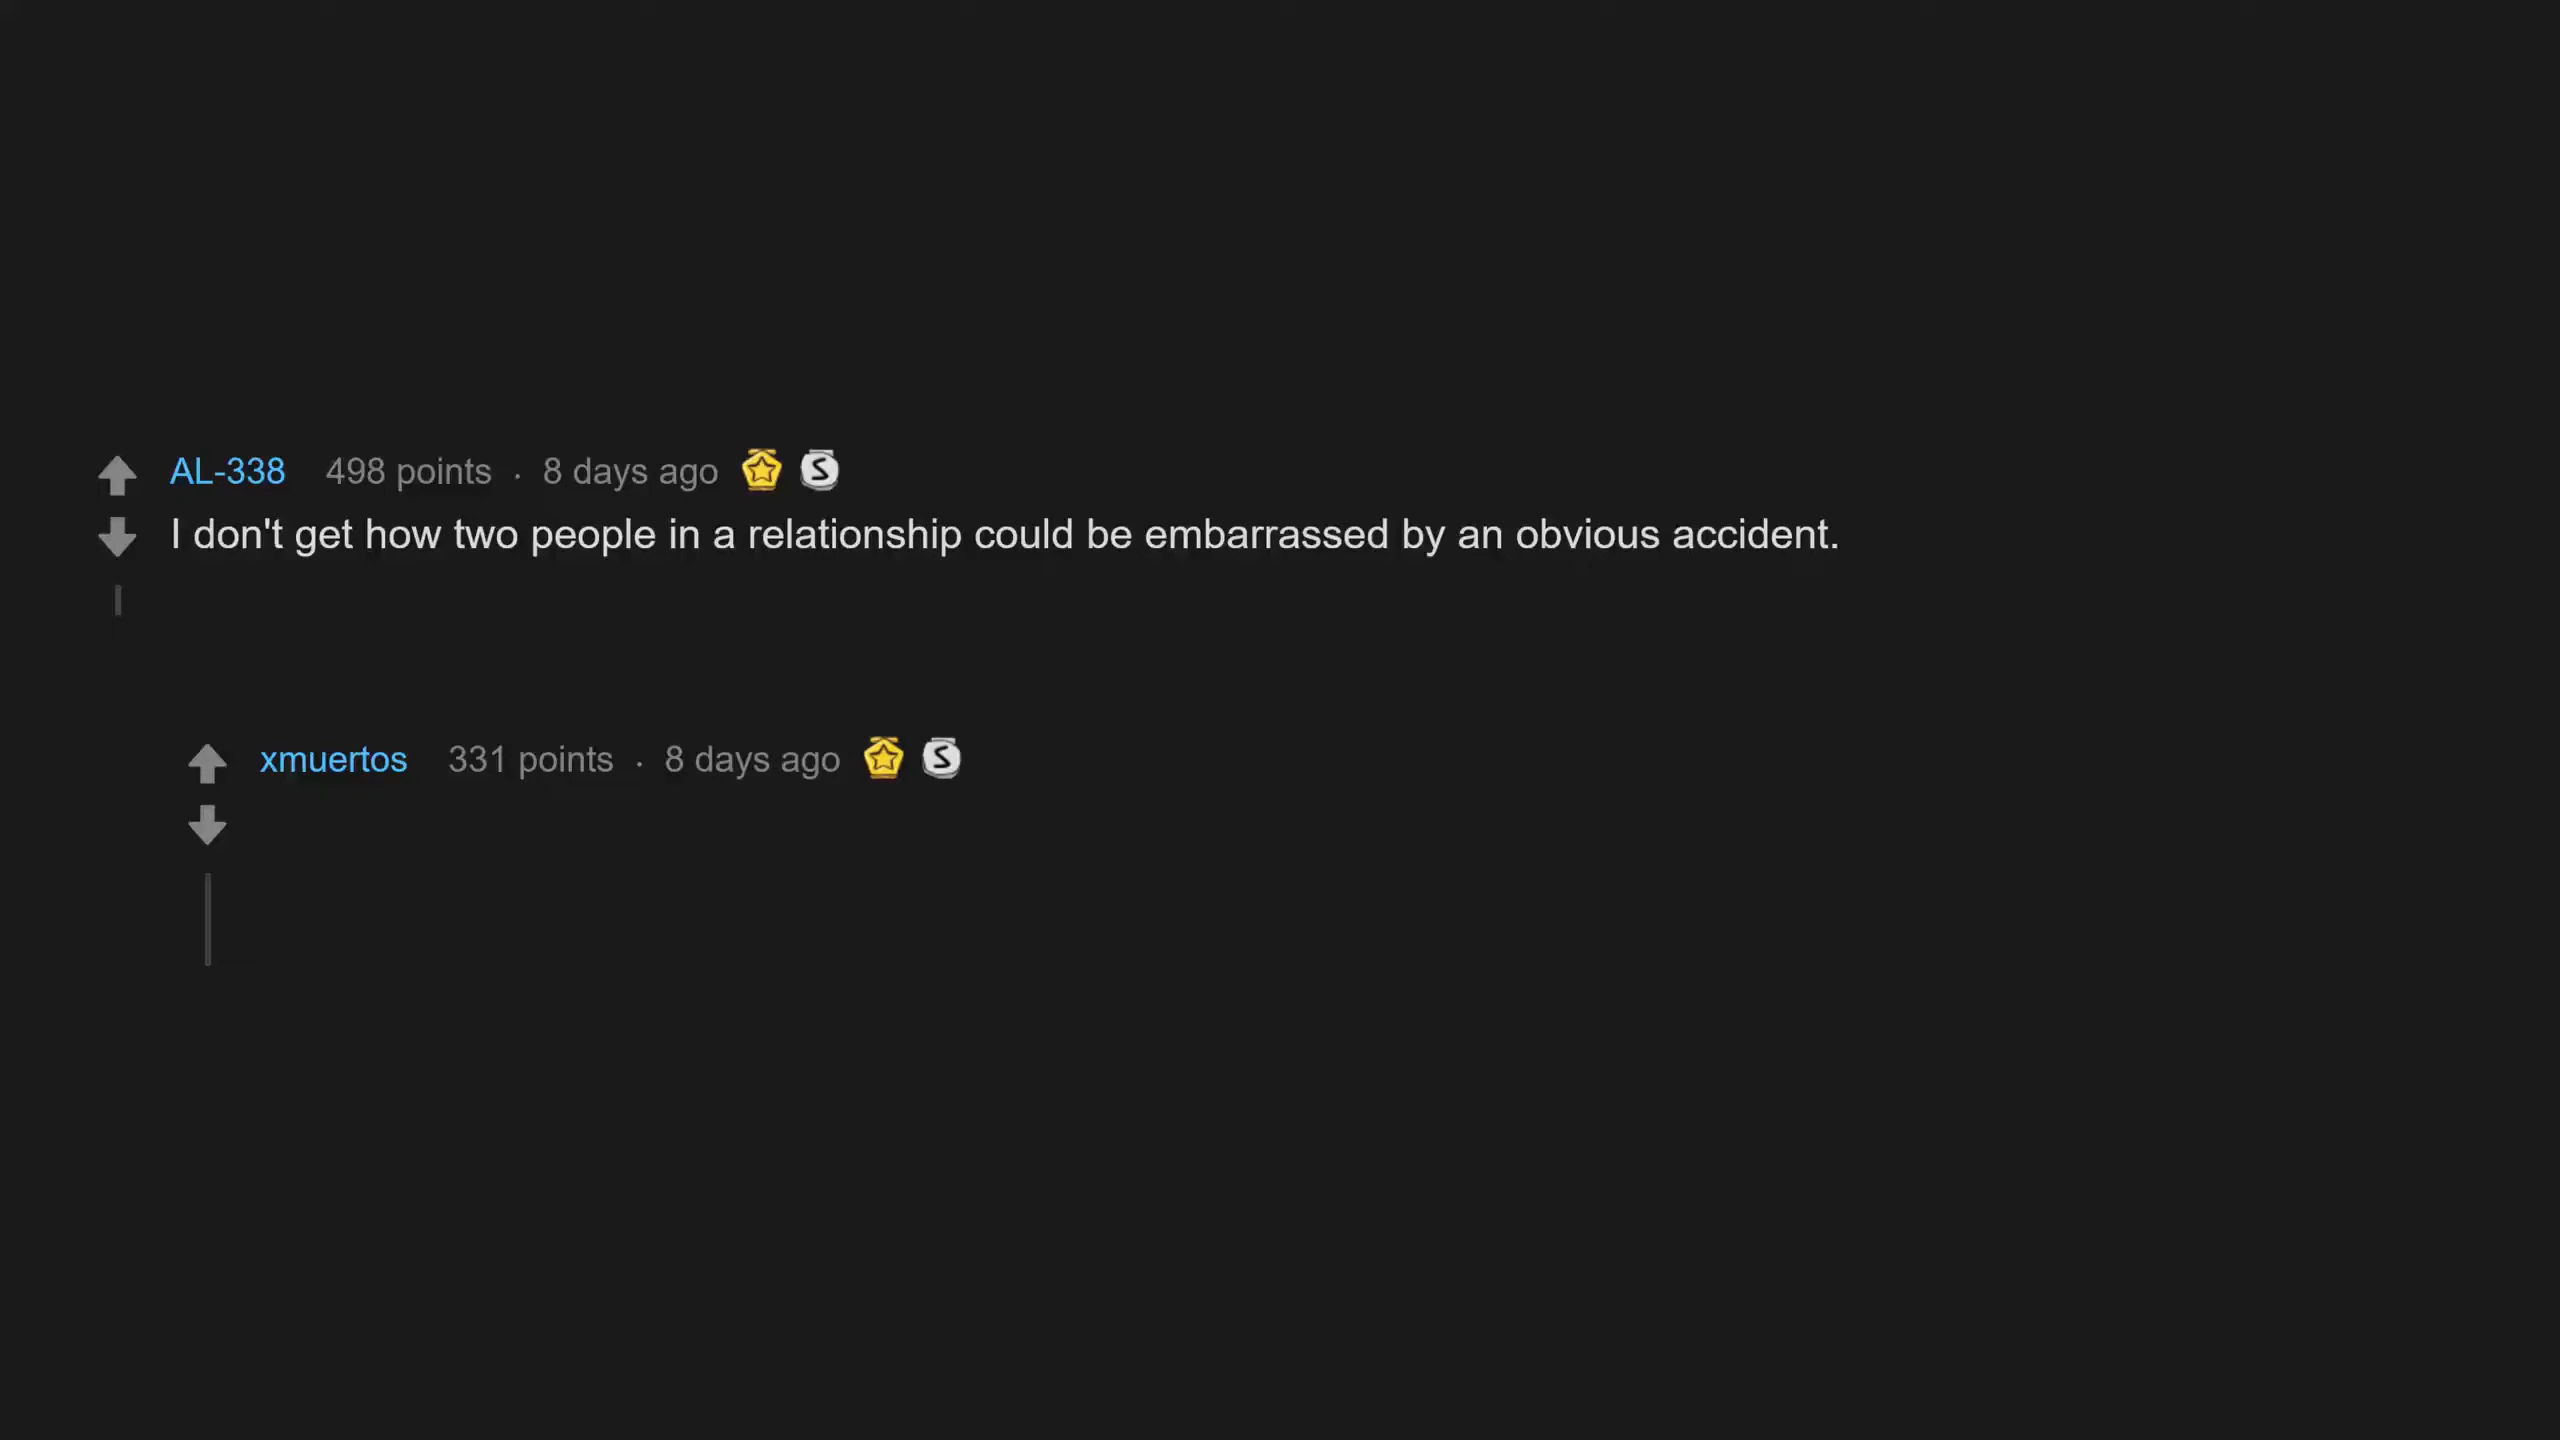 AL-338 498 points · 8 days ago
I don't get how two people in a relationship could be embarrassed by an obvious accident.
xmuertos 331 points · 8 days ago